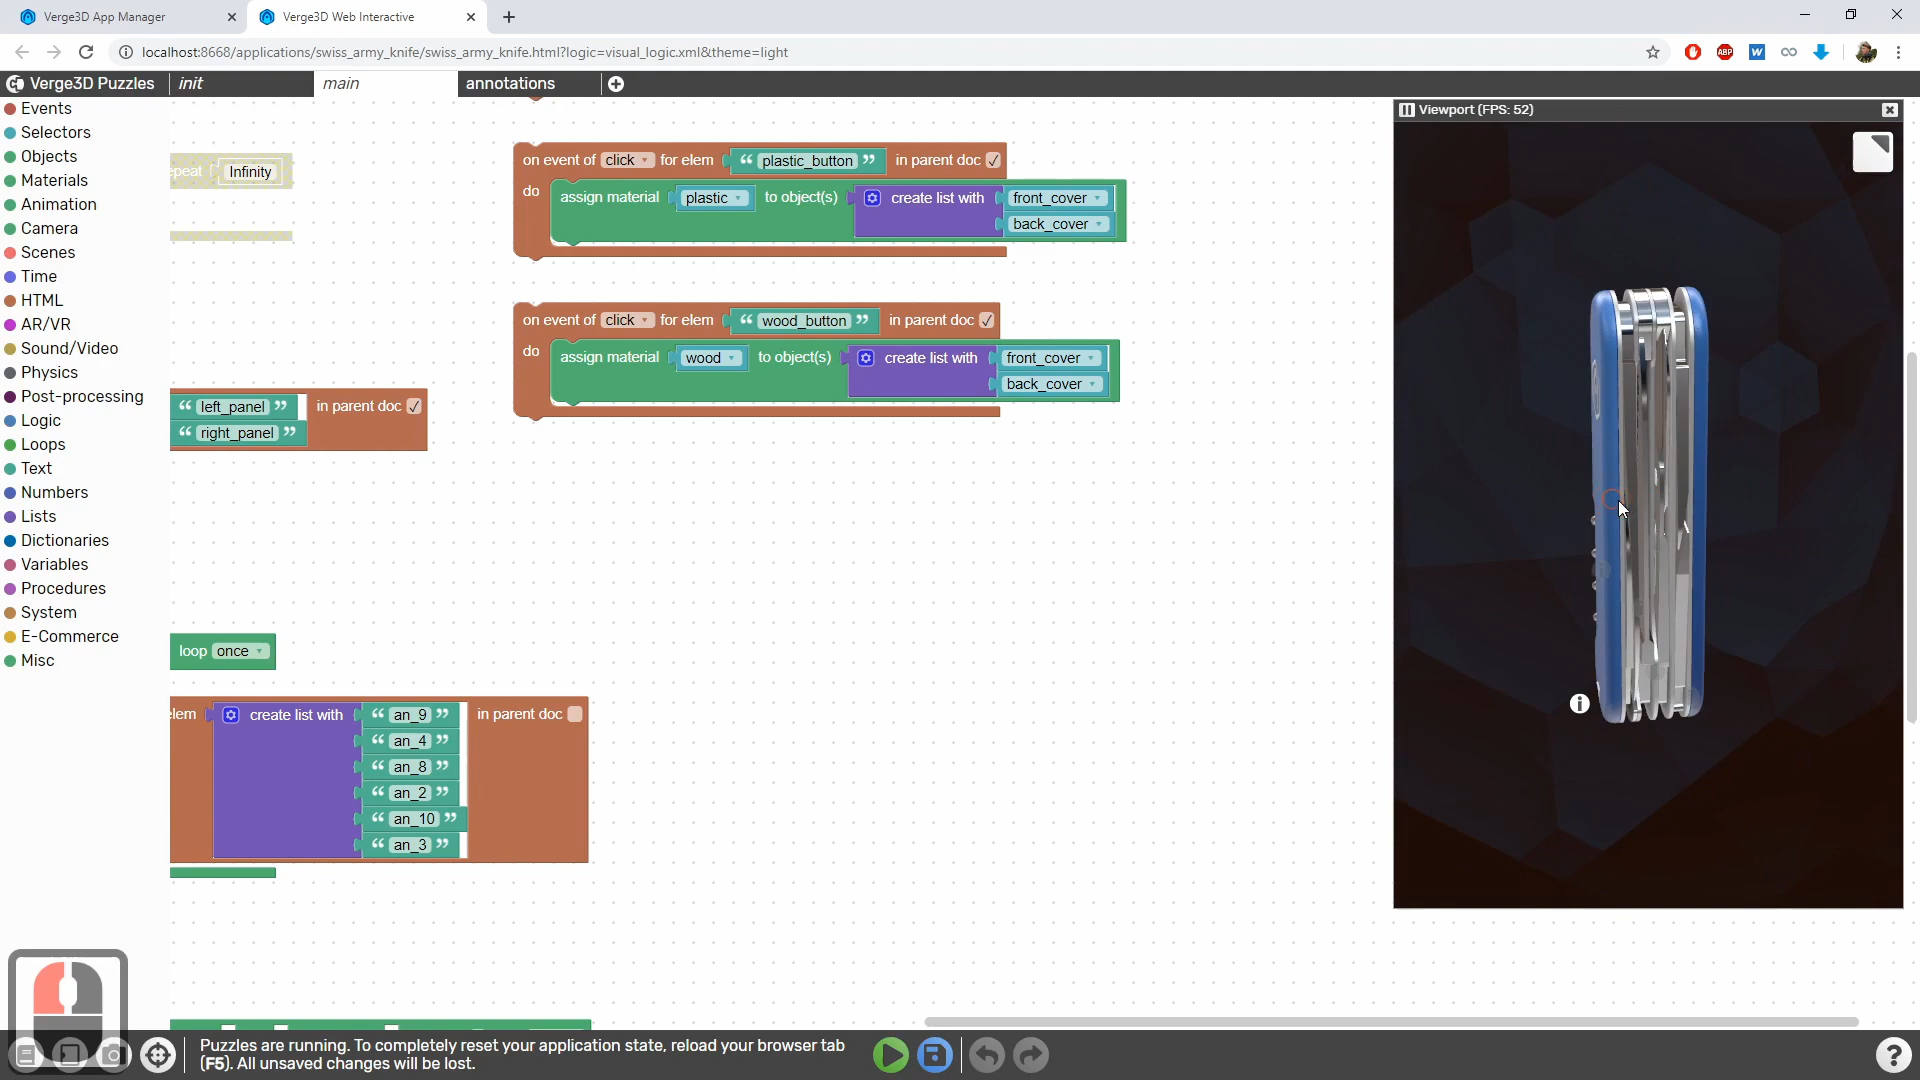 Verge3D App Manager
Verge3D Web Interactive
localhost:8668/applications/swiss_army_knife/swiss_army_knife.html?logic=visual_logic.xml&theme=light
ABP
W
Verge3D Puzzles
init
main
annotations
Events
Selectors
Objects
Materials
Animation
Camera
Scenes
Time
HTML
AR/VR
Sound/Video
Physics
Post-processing
Logic
Loops
Text
Numbers
Lists
Dictionaries
Variables
Procedures
System
E-Commerce
Misc
Infinity
“ left_panel ” in parent doc
“ right_panel ”
loop once
create list with “ an_9 ” in parent doc
“ an_4 ”
“ an_8 ”
“ an_2 ”
“ an_10 ”
“ an_3 ”
on event of click for elem “ plastic_button ” in parent doc
do assign material plastic to object(s) create list with front_cover
back_cover
on event of click for elem “ wood_button ” in parent doc
do assign material wood to object(s) create list with front_cover
back_cover
Viewport (FPS: 52)
i
Puzzles are running. To completely reset your application state, reload your browser tab
(F5). All unsaved changes will be lost.
?